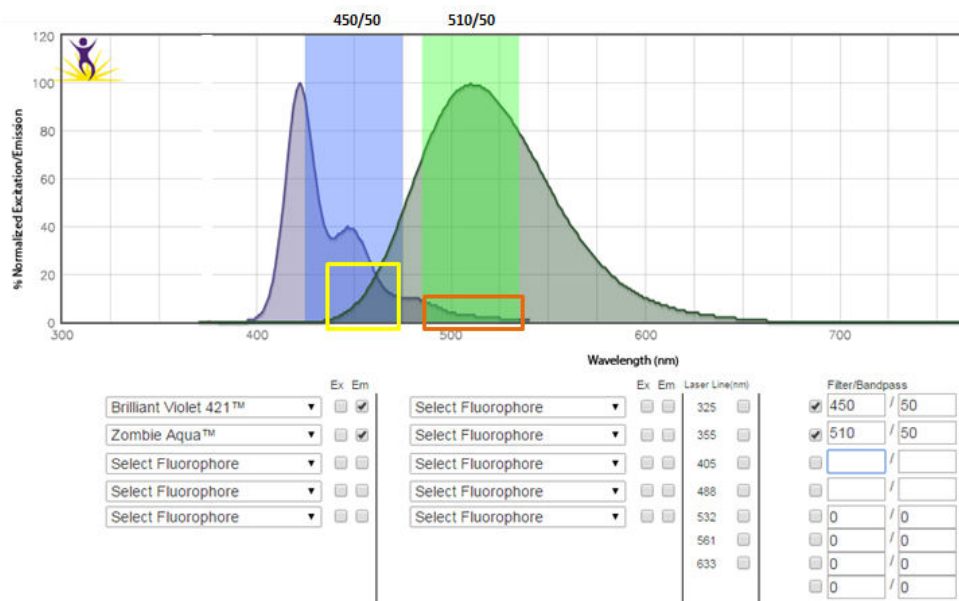 450/50 510/50
120
100
80
60
40
20
0
% Normalized Excitation/Emission
300 400 500 600 700
Wavelength (nm)
Ex Em Ex Em Laser Line(nm) Filter/Bandpass
Brilliant Violet 421™ Select Fluorophore 325 450 / 50
Zombie Aqua™ Select Fluorophore 355 510 / 50
Select Fluorophore Select Fluorophore 405 /
Select Fluorophore Select Fluorophore 488 /
Select Fluorophore Select Fluorophore 532 0 / 0
561 0 / 0
633 0 / 0
0 / 0